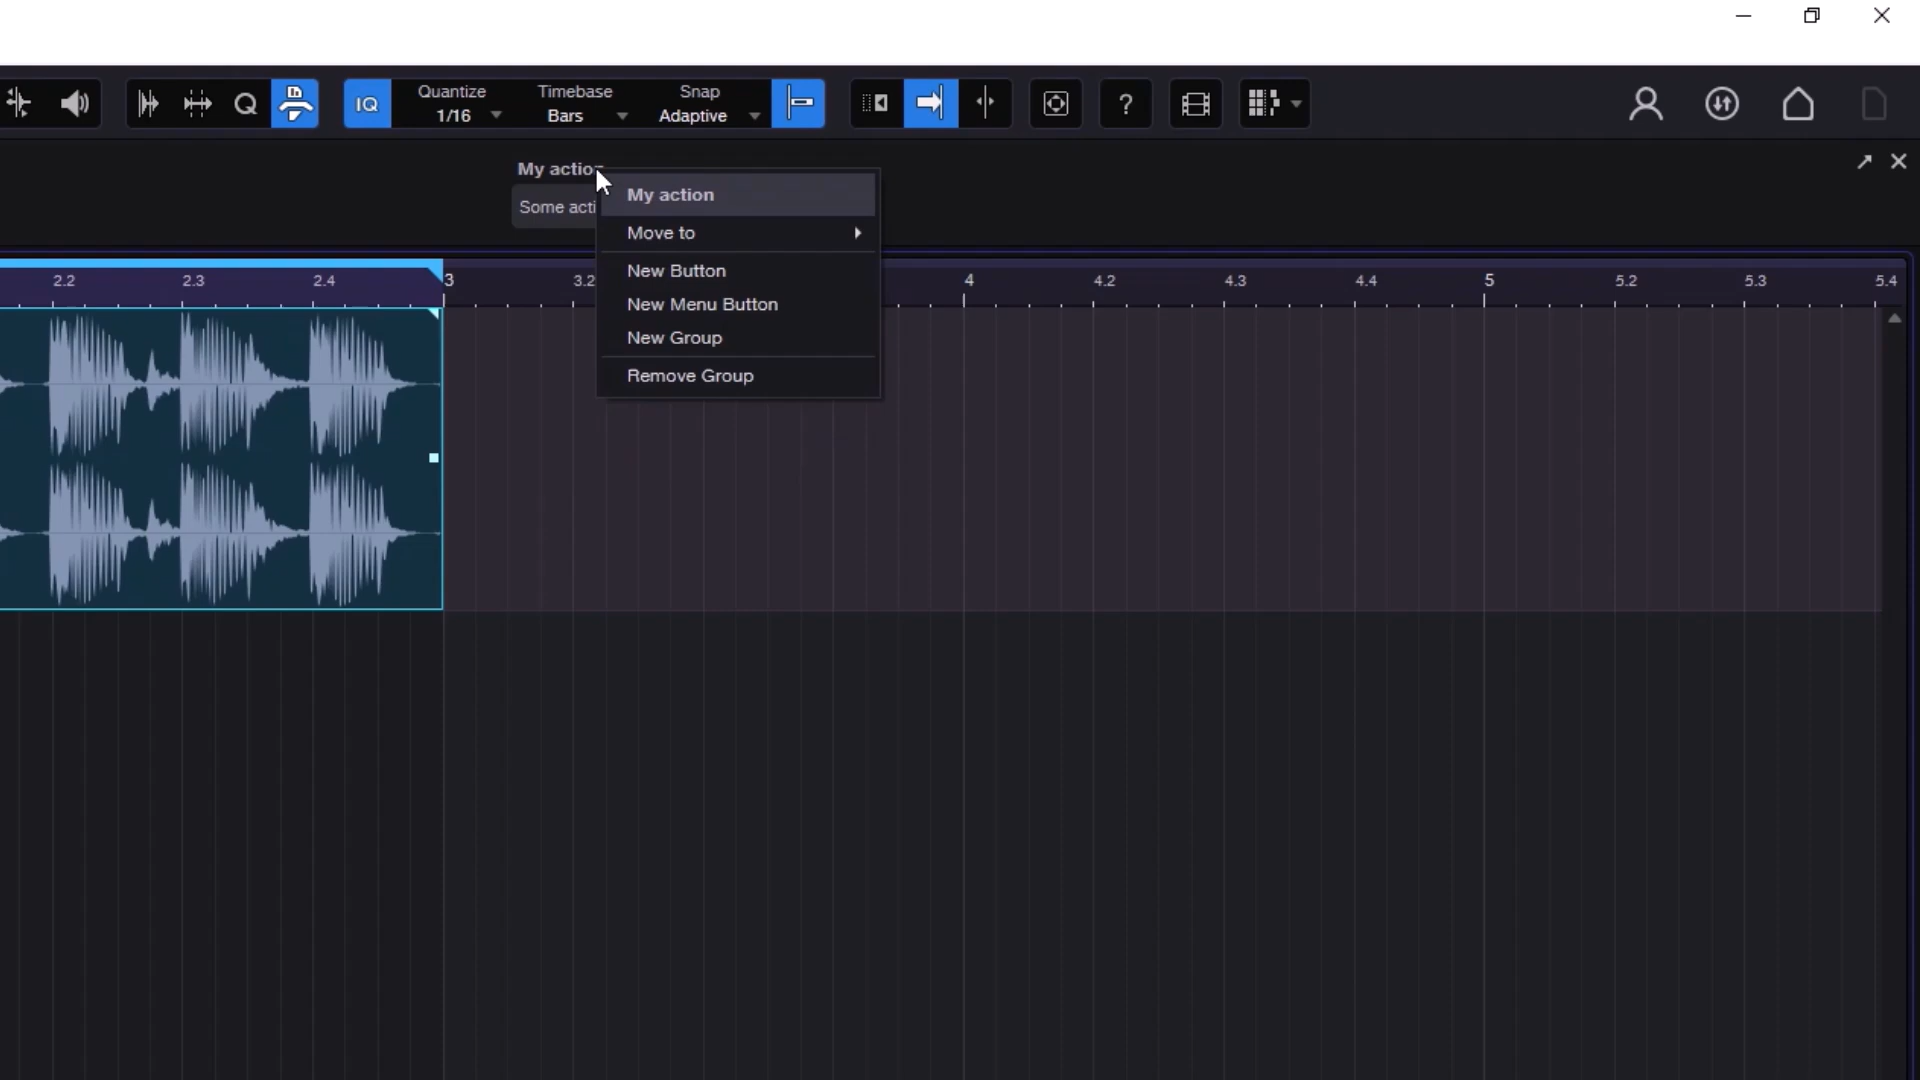 IQ
Quantize
1/16
Timebase
Bars
Snap
Adaptive
?
My action
Some acti
My action
Move to
New Button
New Menu Button
New Group
Remove Group
2.2 2.3 2.4 3 3.2 4 4.2 4.3 4.4 5 5.2 5.3 5.4